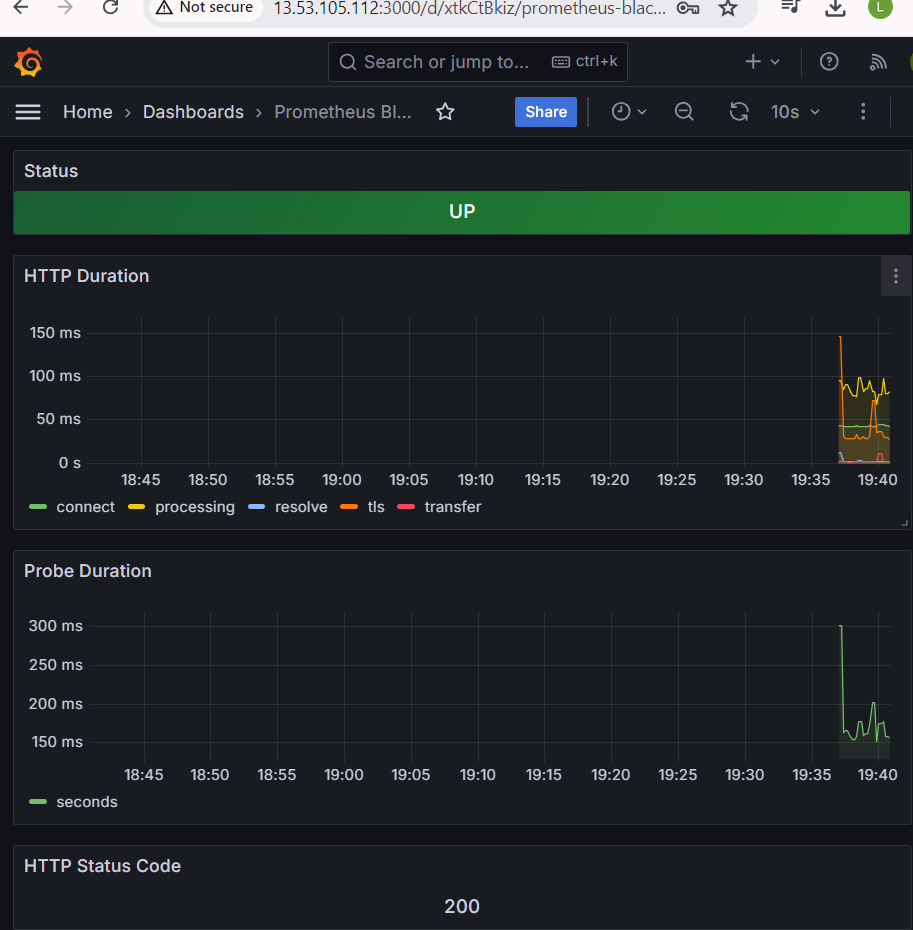 Not secure 13.53.105.112:3000/d/xtkCtBkiz/prometheus-blac... L
Search or jump to... ctrl+k
Home › Dashboards › Prometheus Bl... Share 10s
Status
UP
HTTP Duration
150 ms
100 ms
50 ms
0 s
18:45 18:50 18:55 19:00 19:05 19:10 19:15 19:20 19:25 19:30 19:35 19:40
connect processing resolve tls transfer
Probe Duration
300 ms
250 ms
200 ms
150 ms
18:45 18:50 18:55 19:00 19:05 19:10 19:15 19:20 19:25 19:30 19:35 19:40
seconds
HTTP Status Code
200